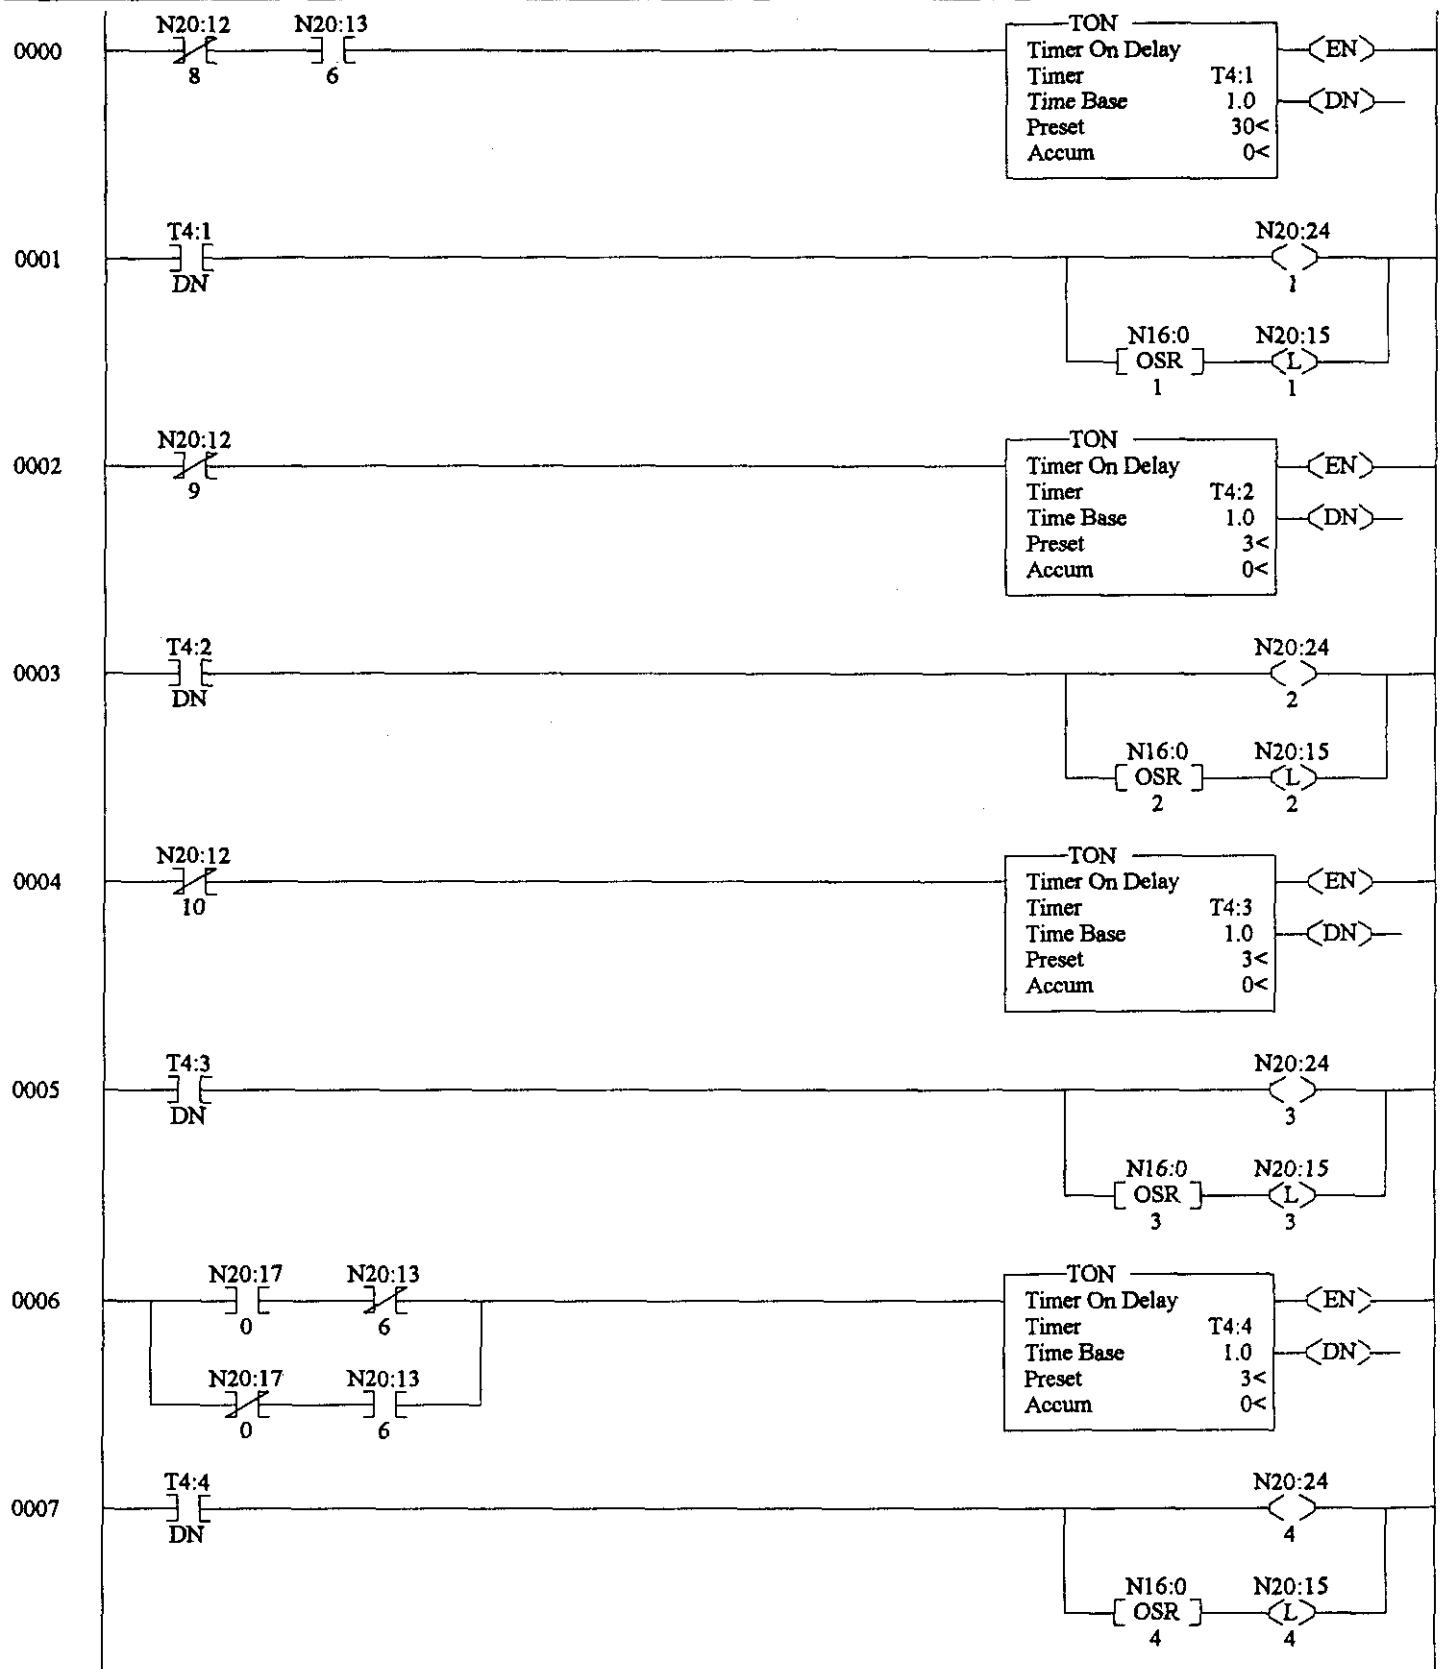 N20:12 N20:13
0000
8 6
TON
Timer On Delay EN
Timer T4:1
Time Base 1.0 DN
Preset 30<
Accum 0<
T4:1 N20:24
0001
DN 1
N16:0 N20:15
OSR L
1 1
N20:12
0002
9
TON
Timer On Delay EN
Timer T4:2
Time Base 1.0 DN
Preset 3<
Accum 0<
T4:2 N20:24
0003
DN 2
N16:0 N20:15
OSR L
2 2
N20:12
0004
10
TON
Timer On Delay EN
Timer T4:3
Time Base 1.0 DN
Preset 3<
Accum 0<
T4:3 N20:24
0005
DN 3
N16:0 N20:15
OSR L
3 3
N20:17 N20:13
0006
0 6
N20:17 N20:13
0 6
TON
Timer On Delay EN
Timer T4:4
Time Base 1.0 DN
Preset 3<
Accum 0<
T4:4 N20:24
0007
DN 4
N16:0 N20:15
OSR L
4 4